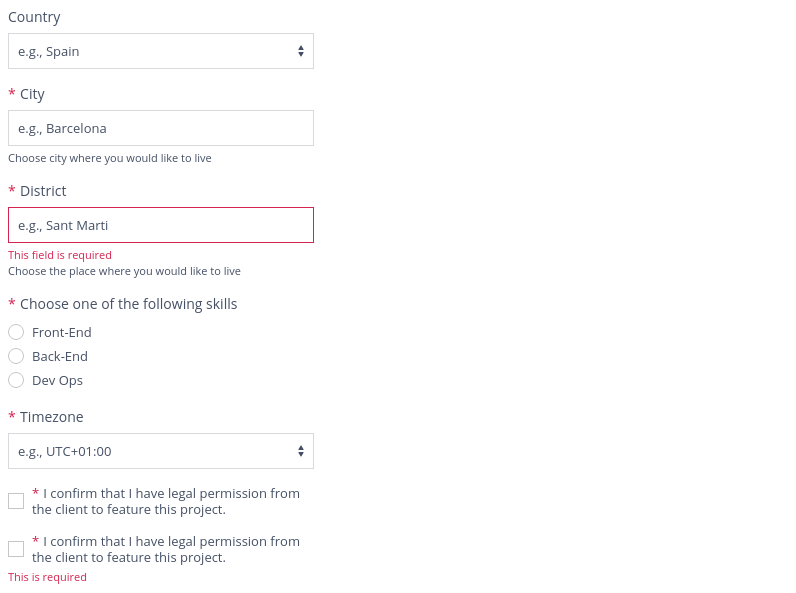 Country
e.g., Spain
* City
e.g., Barcelona
Choose city where you would like to live
* District
e.g., Sant Marti
This field is required
Choose the place where you would like to live
* Choose one of the following skills
Front-End
Back-End
Dev Ops
* Timezone
e.g., UTC+01:00
* I confirm that I have legal permission from
the client to feature this project.
* I confirm that I have legal permission from
the client to feature this project.
This is required